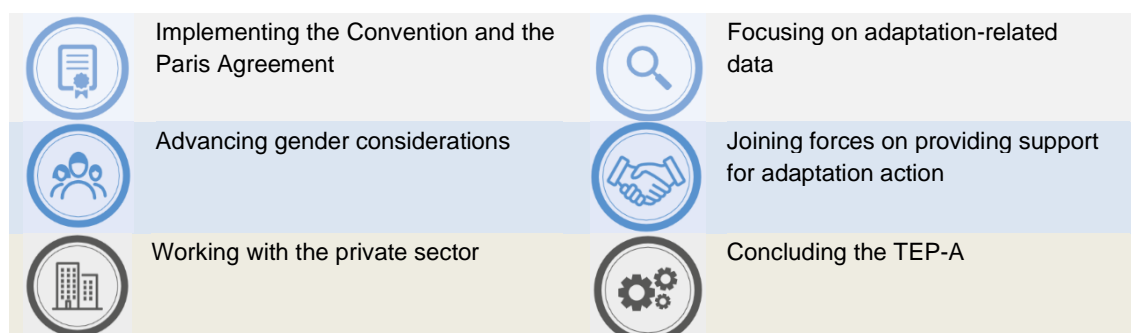 Implementing the Convention and the
Paris Agreement
Focusing on adaptation-related
data
Advancing gender considerations
Joining forces on providing support
for adaptation action
Working with the private sector
Concluding the TEP-A